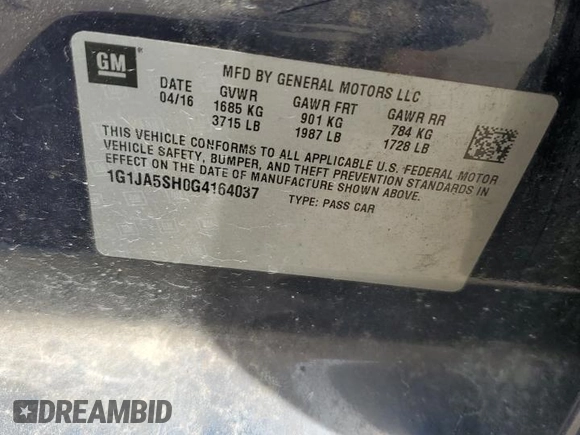 GM
MFD BY GENERAL MOTORS LLC
DATE GVWR GAWR FRT GAWR RR
04/16 1685 KG 901 KG 784 KG
3715 LB 1987 LB 1728 LB
THIS VEHICLE CONFORMS TO ALL APPLICABLE U.S. FEDERAL MOTOR
VEHICLE SAFETY, BUMPER, AND THEFT PREVENTION STANDARDS IN
EFFECT ON THE DATE OF MANUFACTURE SHOWN ABOVE.
1G1JA5SH0G4164037 TYPE: PASS CAR
DREAMBID